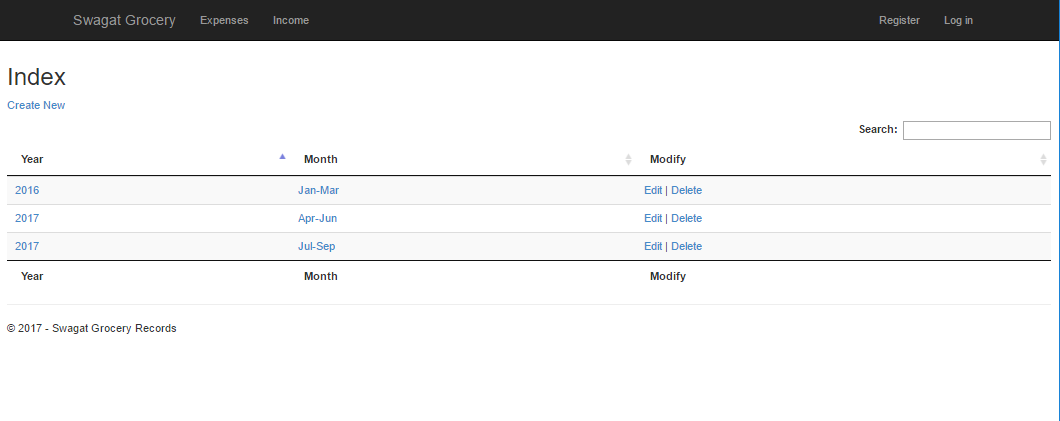 Swagat Grocery Expenses Income Register Log in
Index
Create New
Search:
Year Month Modify
2016 Jan-Mar Edit | Delete
2017 Apr-Jun Edit | Delete
2017 Jul-Sep Edit | Delete
Year Month Modify
© 2017 - Swagat Grocery Records